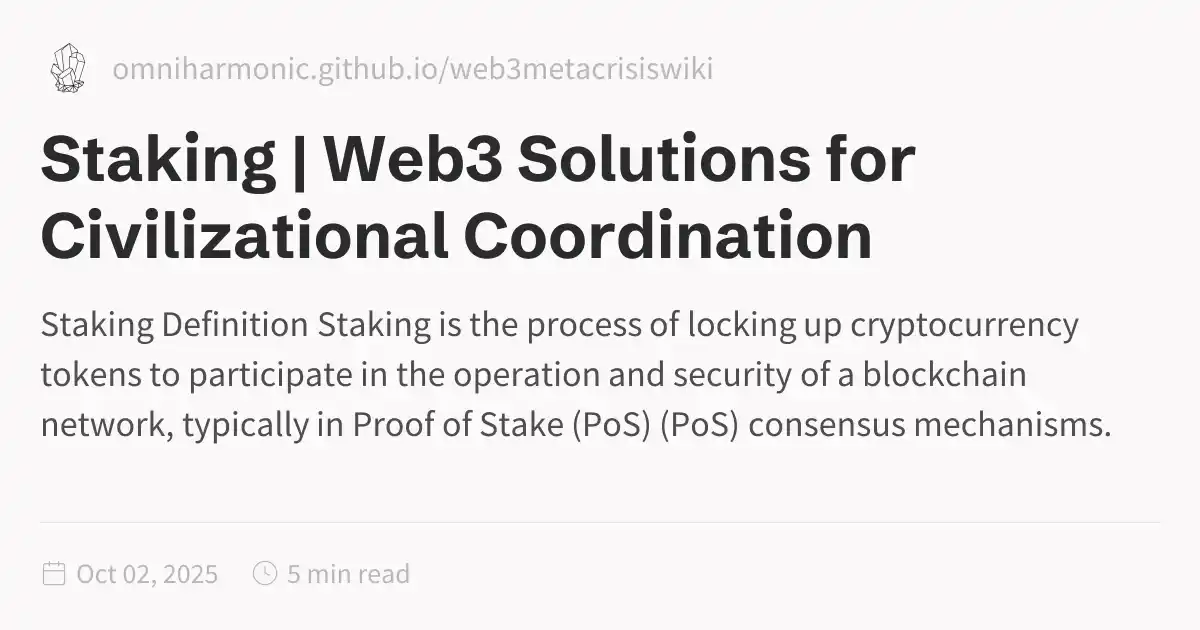 omniharmonic.github.io/web3metacrisiswiki
Staking | Web3 Solutions for
Civilizational Coordination
Staking Definition Staking is the process of locking up cryptocurrency
tokens to participate in the operation and security of a blockchain
network, typically in Proof of Stake (PoS) (PoS) consensus mechanisms.
Oct 02, 2025 5 min read